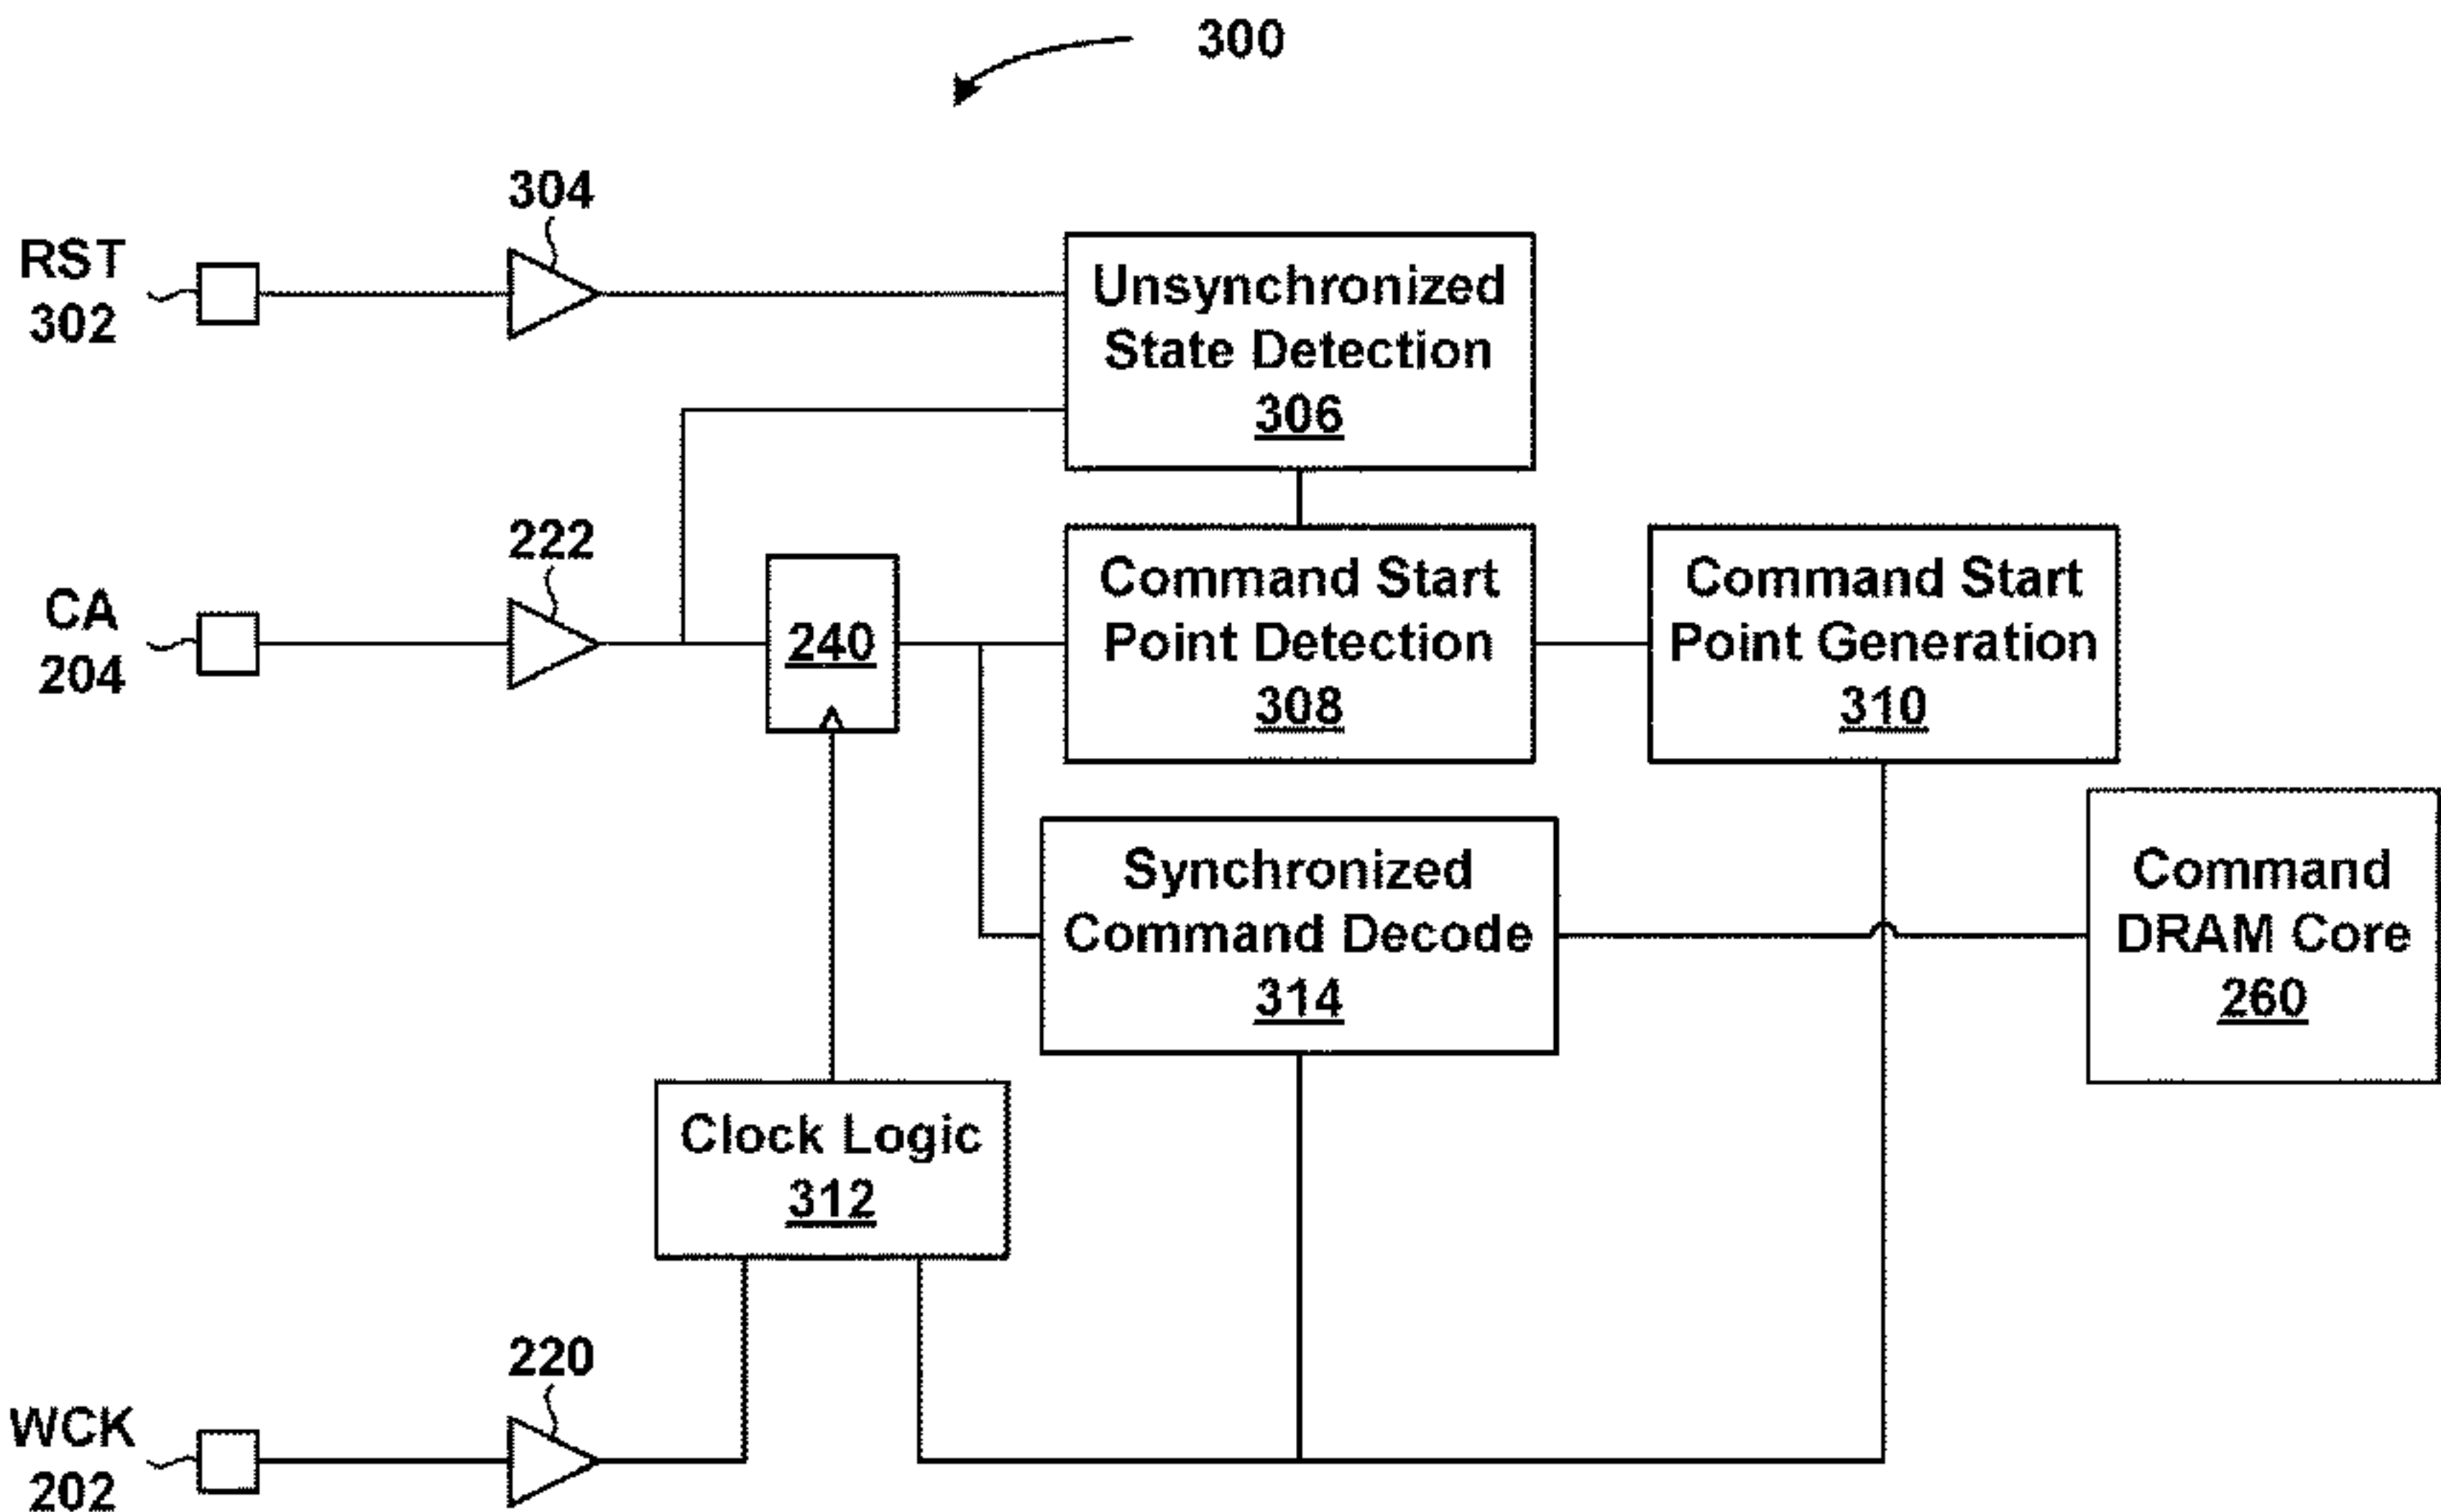 300
304
RST
302
Unsynchronized
State Detection
306
222
CA
204
240
Command Start
Point Detection
308
Command Start
Point Generation
310
Synchronized
Command Decode
314
Command
DRAM Core
260
Clock Logic
312
220
WCK
202